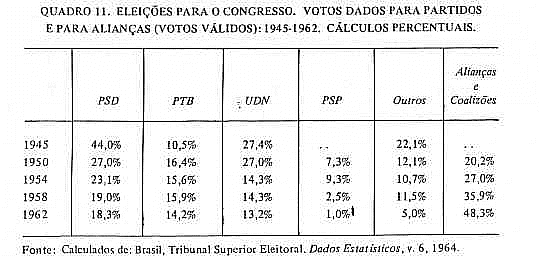 QUADRO 11. ELEIÇÕES PARA O CONGRESSO. VOTOS DADOS PARA PARTIDOS
E PARA ALIANÇAS (VOTOS VÁLIDOS): 1945-1962. CÁLCULOS PERCENTUAIS.
PSD PTB UDN PSP Outros Alianças e Coalizões
1945 44,0% 10,5% 27,4% .. 22,1% ..
1950 27,0% 16,4% 27,0% 7,3% 12,1% 20,2%
1954 23,1% 15,6% 14,3% 9,3% 10,7% 27,0%
1958 19,0% 15,9% 14,3% 2,5% 11,5% 35,9%
1962 18,3% 14,2% 13,2% 1,0% 5,0% 48,3%
Fonte: Calculados de: Brasil, Tribunal Superior Eleitoral. Dados Estatísticos, v. 6, 1964.